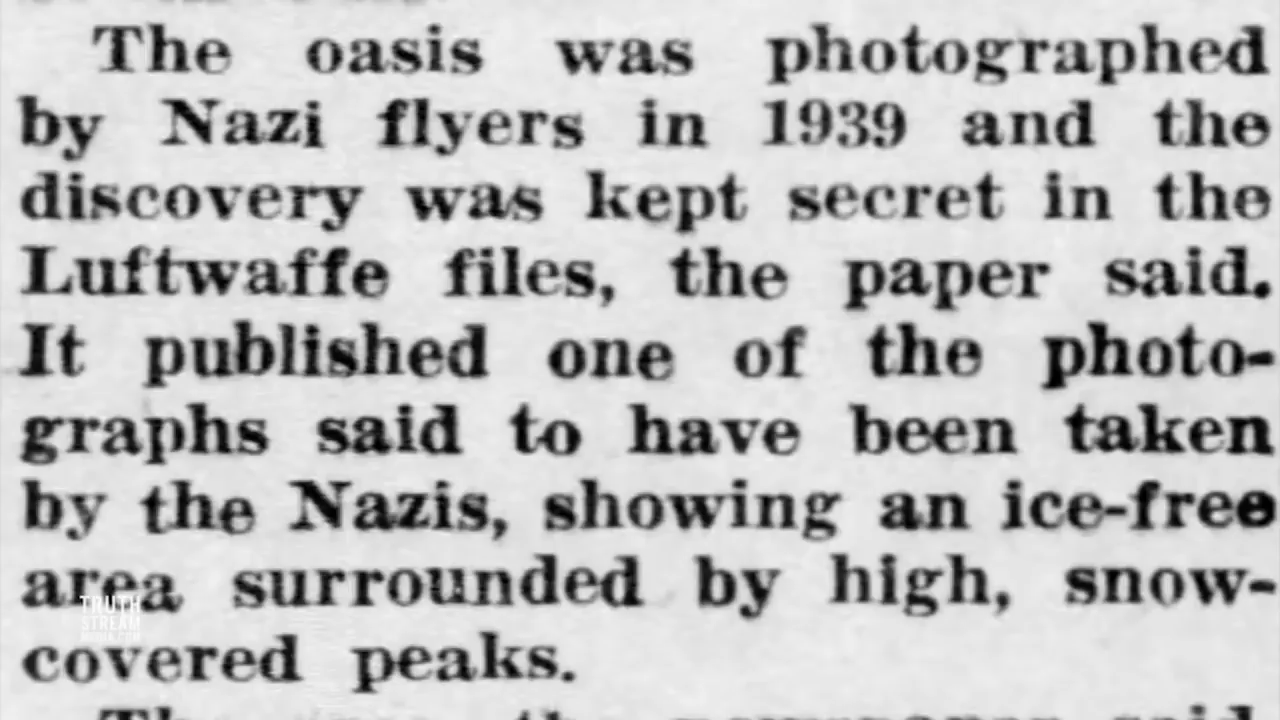 The oasis was photographed
by Nazi flyers in 1939 and the
discovery was kept secret in the
Luftwaffe files, the paper said.
It published one of the photo-
graphs said to have been taken
by the Nazis, showing an ice-free
area surrounded by high, snow-
covered peaks.
TRUTH
STREAM
MEDIA.COM